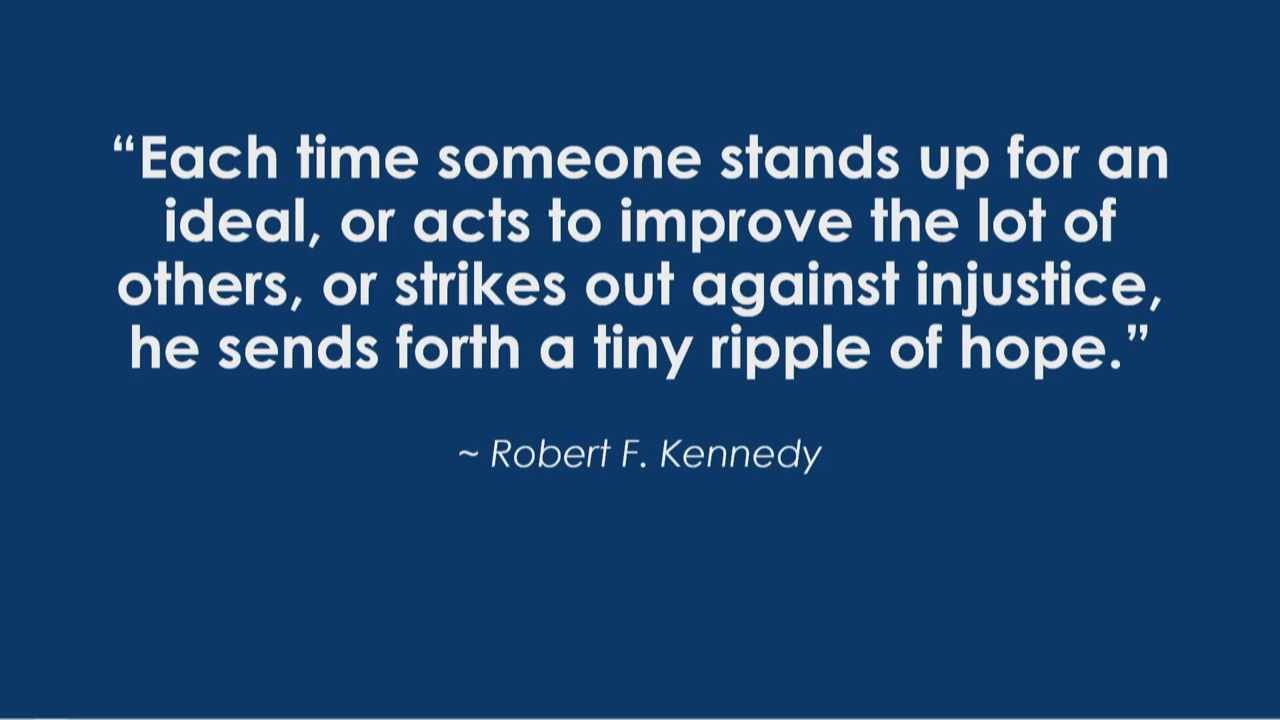 “Each time someone stands up for an
ideal, or acts to improve the lot of
others, or strikes out against injustice,
he sends forth a tiny ripple of hope.”
~ Robert F. Kennedy